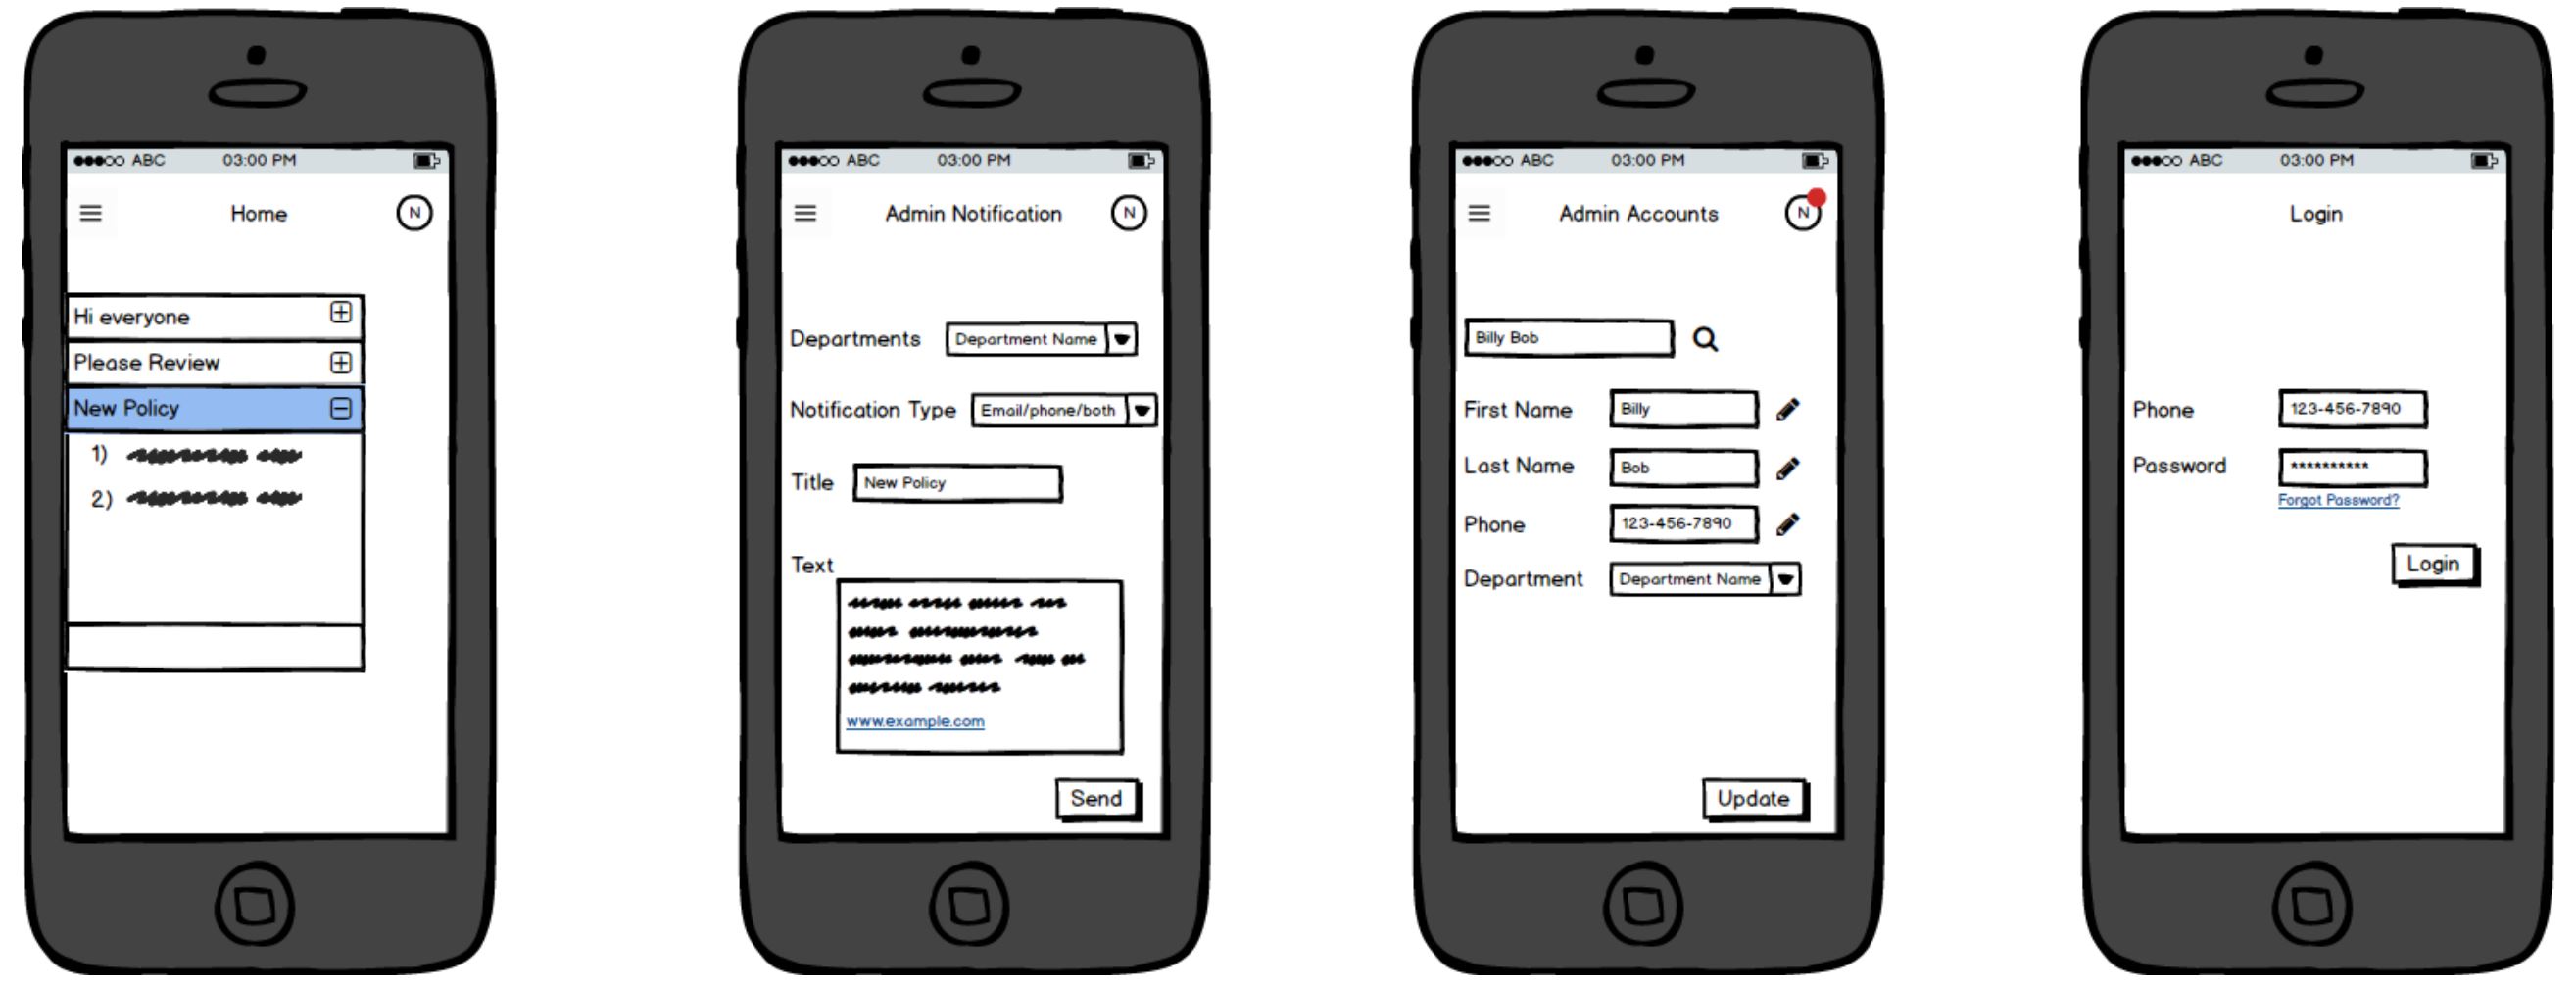 ABC 03:00 PM
Home N
Hi everyone
Please Review
New Policy
1)
2)
ABC 03:00 PM
Admin Notification N
Departments Department Name
Notification Type Email/phone/both
Title New Policy
Text
www.example.com
Send
ABC 03:00 PM
Admin Accounts N
Billy Bob
First Name Billy
Last Name Bob
Phone 123-456-7890
Department Department Name
Update
ABC 03:00 PM
Login
Phone 123-456-7890
Password **********
Forgot Password?
Login